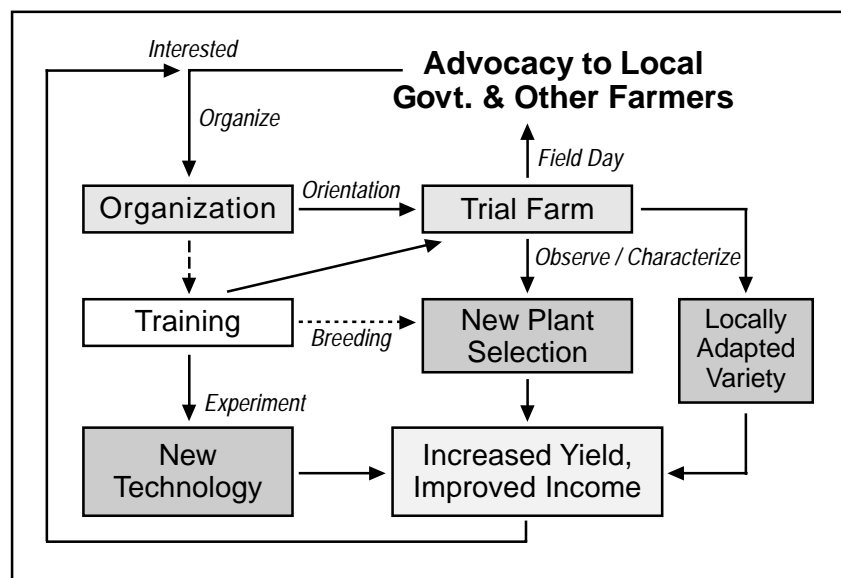 Interested
Advocacy to Local
Govt. & Other Farmers
Organize
Field Day
Organization
Orientation
Trial Farm
Observe / Characterize
Training
Breeding
New Plant
Selection
Locally
Adapted
Variety
Experiment
New
Technology
Increased Yield,
Improved Income